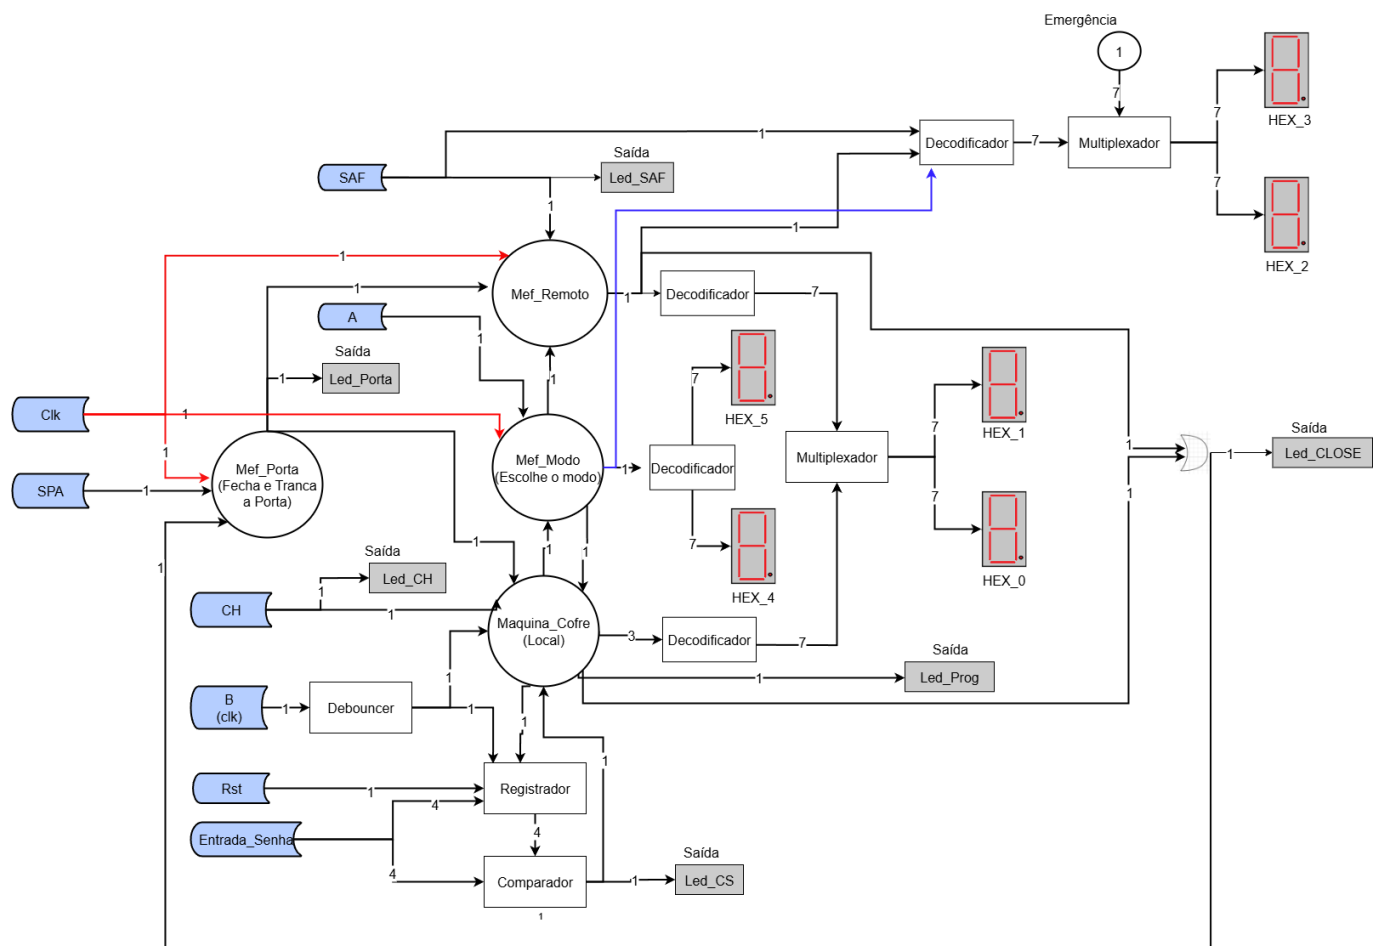 Emergência
1
7
7
HEX_3
1
Decodificador
7
Multiplexador
Saída
SAF
Led_SAF
7
1
1
HEX_2
1
Mef_Remoto
1
1
Decodificador
7
A
1
Saída
Led_Porta
1
1
7
HEX_5
7
HEX_1
Clk
1
1
Mef_Porta
(Fecha e Tranca
a Porta)
Mef_Modo
(Escolhe o modo)
1
Decodificador
Multiplexador
1
1
Saída
Led_CLOSE
SPA
1
7
7
HEX_0
1
1
1
1
1
Saída
Led_CH
HEX_4
CH
1
1
Maquina_Cofre
(Local)
3
Decodificador
7
Saída
Led_Prog
1
1
B
(clk)
1
Debouncer
1
1
1
Rst
1
Registrador
4
Entrada_Senha
4
4
Comparador
Saída
Led_CS
1
1